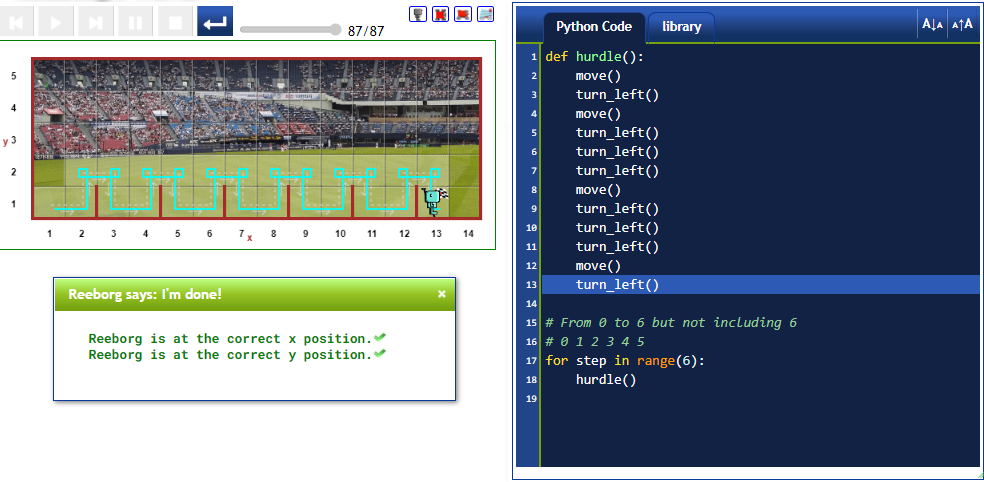 87/87
5
4
y 3
2
1
1 2 3 4 5 6 7 8 9 10 11 12 13 14
x
Reeborg says: I'm done! ×
Reeborg is at the correct x position.
Reeborg is at the correct y position.
Python Code library A↓A A↑A
1 def hurdle():
2 move()
3 turn_left()
4 move()
5 turn_left()
6 turn_left()
7 turn_left()
8 move()
9 turn_left()
10 turn_left()
11 turn_left()
12 move()
13 turn_left()
14
15 # From 0 to 6 but not including 6
16 # 0 1 2 3 4 5
17 for step in range(6):
18 hurdle()
19